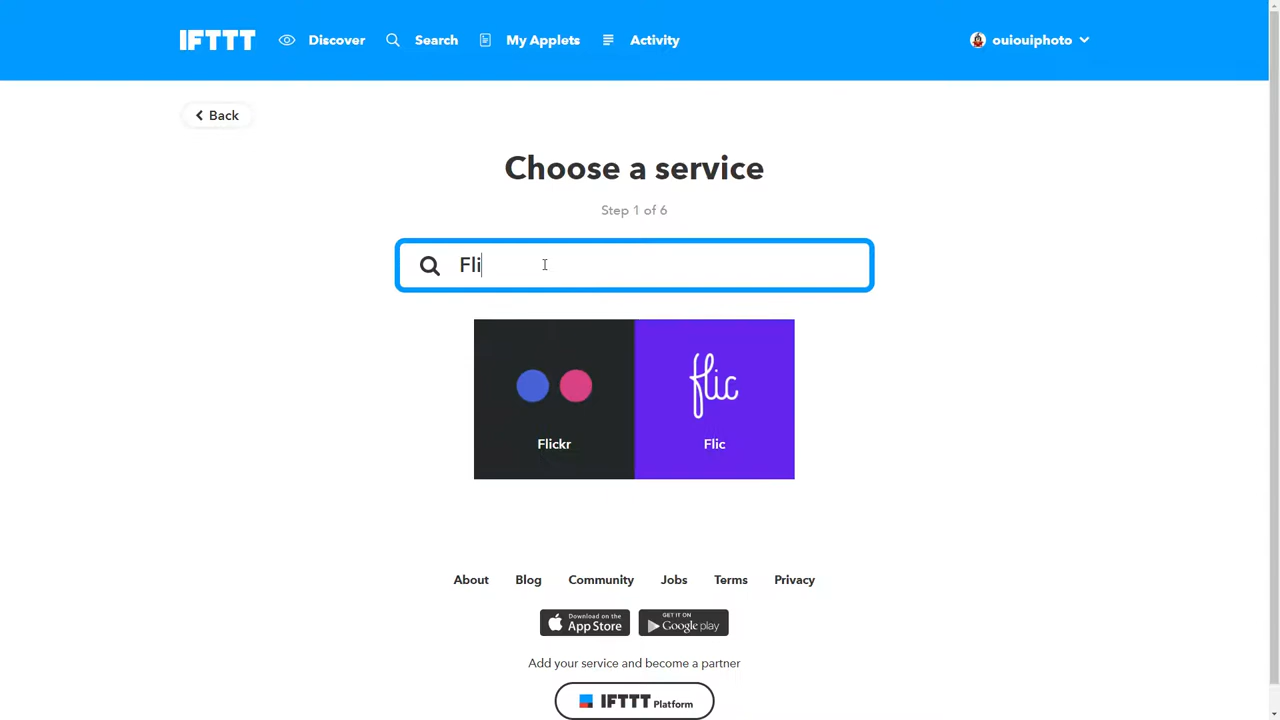 IFTTT Discover Search My Applets Activity ouiouiphoto
Back
Choose a service
Step 1 of 6
Fli
flic
Flickr Flic
About Blog Community Jobs Terms Privacy
Download on the App Store GET IT ON Google play
Add your service and become a partner
IFTTT Platform